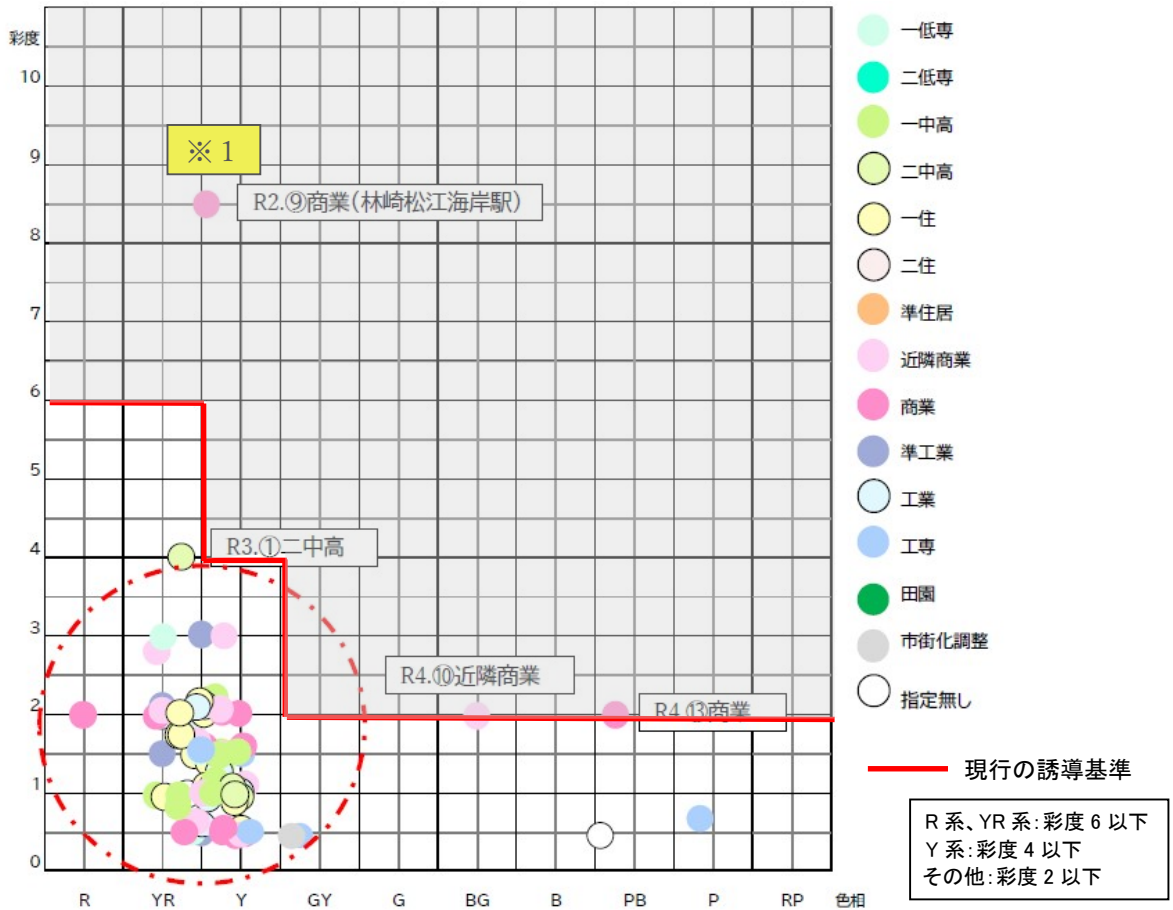 彩度
10
9
8
7
6
5
4
3
2
1
0
※ 1
R2.⑨商業(林崎松江海岸駅)
R3.①二中高
R4.⑩近隣商業
R4.⑬商業
R
YR
Y
GY
G
BG
B
PB
P
RP
色相
一低専
二低専
一中高
二中高
一住
二住
準住居
近隣商業
商業
準工業
工業
工専
田園
市街化調整
指定無し
現行の誘導基準
R 系、YR 系:彩度 6 以下
Y 系:彩度 4 以下
その他:彩度 2 以下